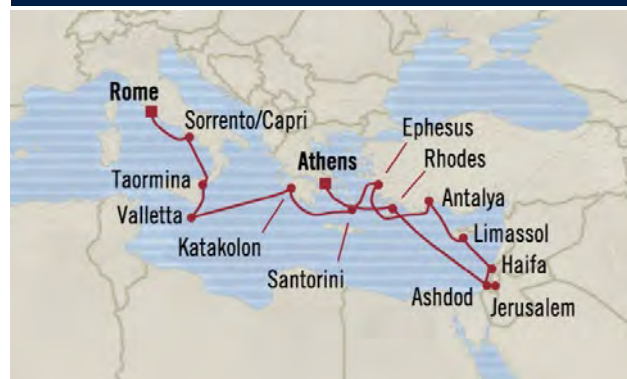 Rome
Sorrento/Capri
Ephesus
Athens
Rhodes
Taormina
Antalya
Valletta
Limassol
Katakolon
Haifa
Santorini
Ashdod
Jerusalem